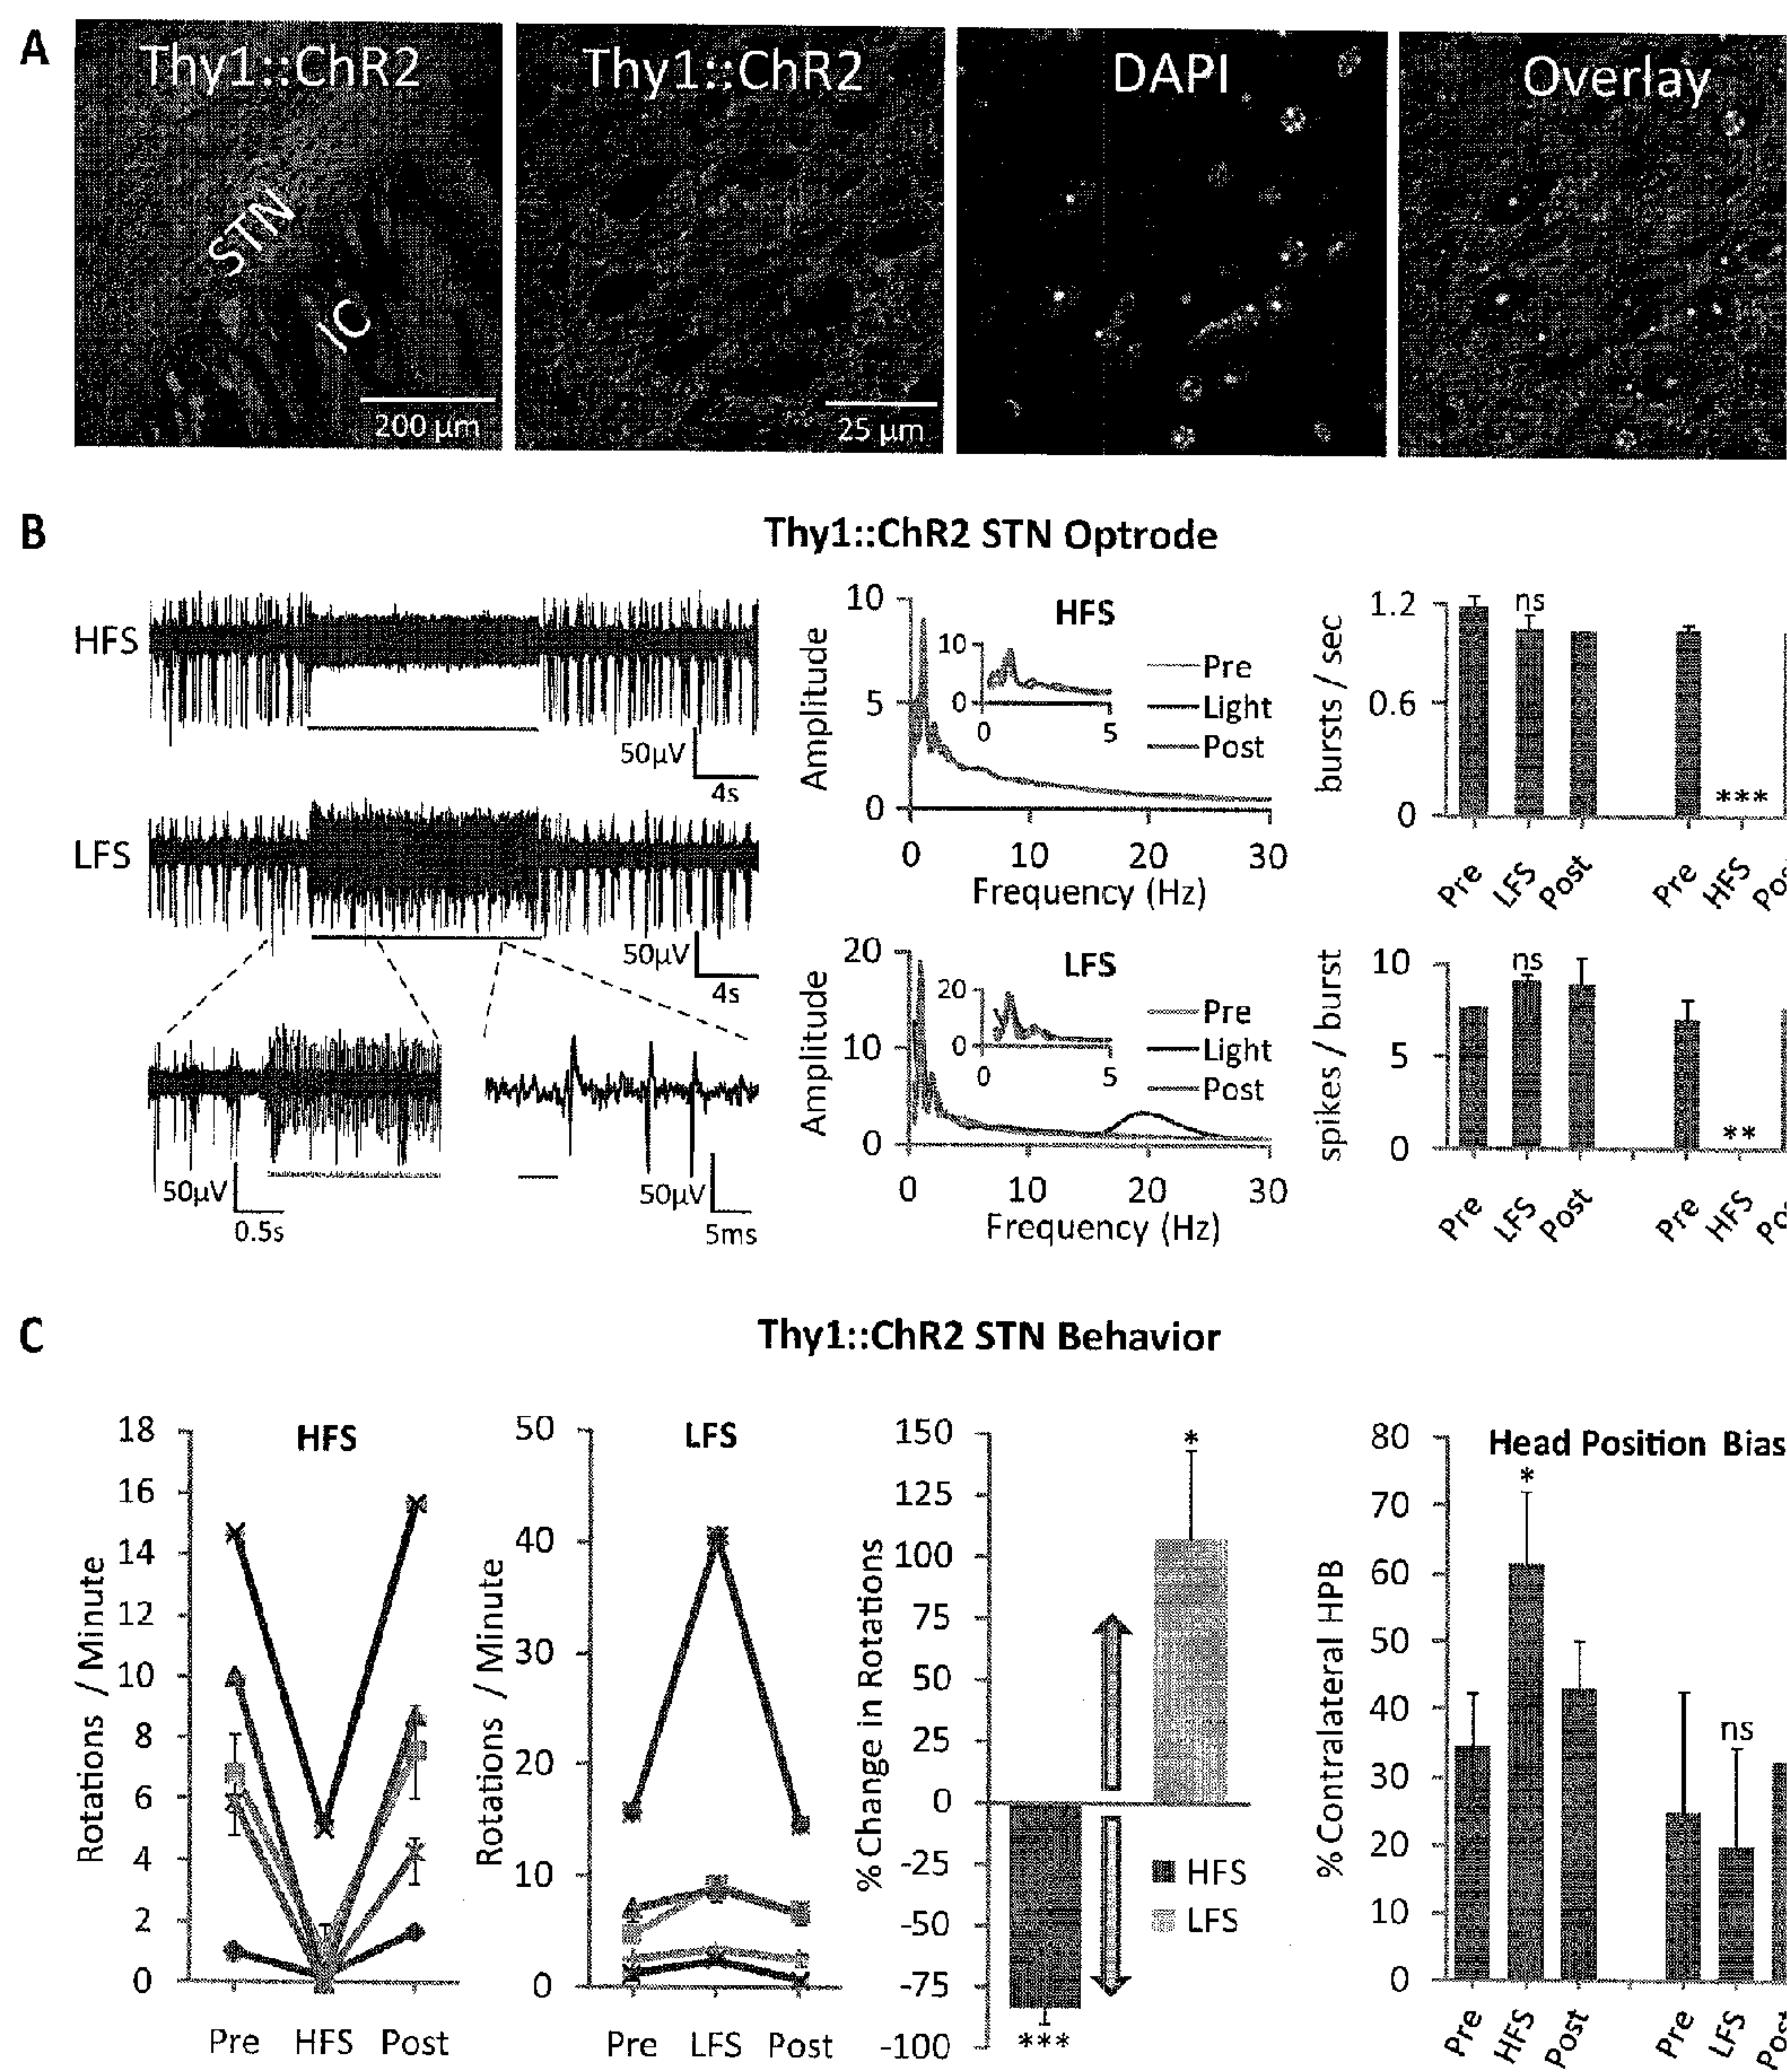 A
Thy1::ChR2
Thy1::ChR2
DAPI
Overlay
STN
IC
200 μm
25 μm
B
Thy1::ChR2 STN Optrode
HFS
50μV
4s
LFS
50μV
4s
50μV
0.5s
50μV
5ms
Amplitude
10
5
0
HFS
10
0
0
5
Pre
Light
Post
0
10
20
30
Frequency (Hz)
Amplitude
20
10
0
LFS
20
0
0
5
Pre
Light
Post
0
10
20
30
Frequency (Hz)
bursts / sec
1.2
0.6
0
ns
***
Pre
LFS
Post
Pre
HFS
Pos
spikes / burst
10
5
0
ns
**
Pre
LFS
Post
Pre
HFS
Pos
C
Thy1::ChR2 STN Behavior
Rotations / Minute
18
16
14
12
10
8
6
4
2
0
HFS
Pre
HFS
Post
Rotations / Minute
50
40
30
20
10
0
LFS
Pre
LFS
Post
% Change in Rotations
150
125
100
75
50
25
0
-25
-50
-75
-100
*
***
HFS
LFS
% Contralateral HPB
80
70
60
50
40
30
20
10
0
Head Position Bias
*
ns
Pre
HFS
Post
Pre
LFS
Post